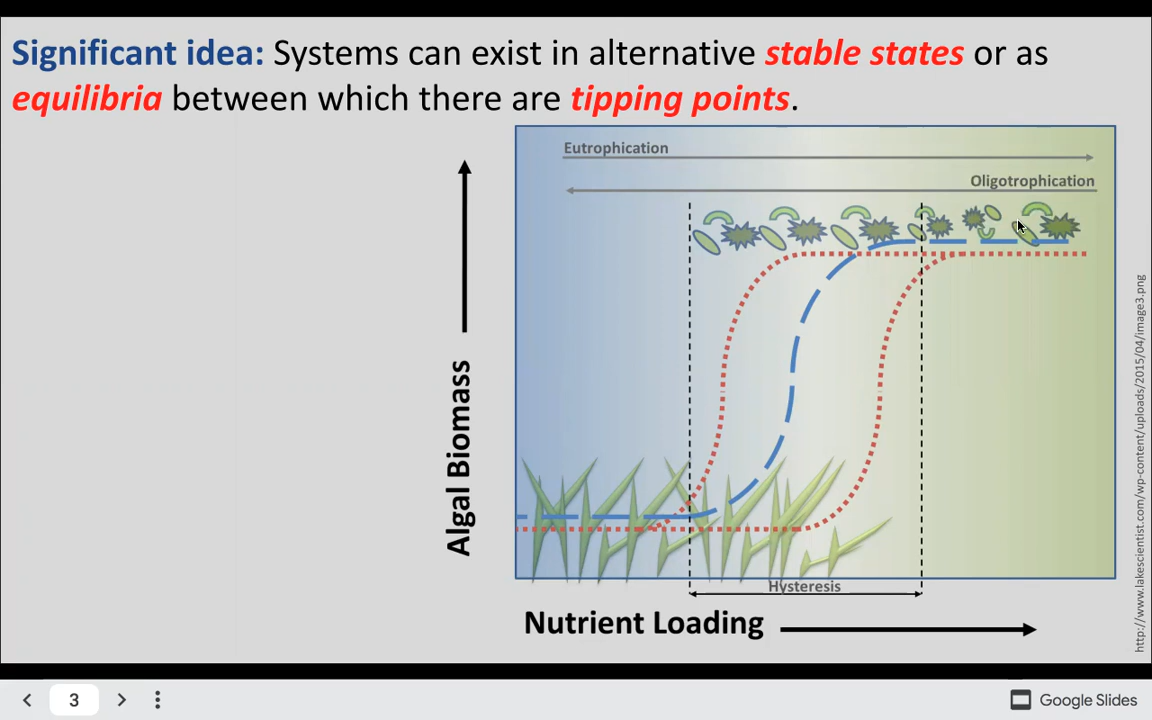 Significant idea: Systems can exist in alternative stable states or as
equilibria between which there are tipping points.
Eutrophication
Oligotrophication
Algal Biomass
Hysteresis
Nutrient Loading
http://www.lakescientist.com/wp-content/uploads/2015/04/image3.png
3
Google Slides